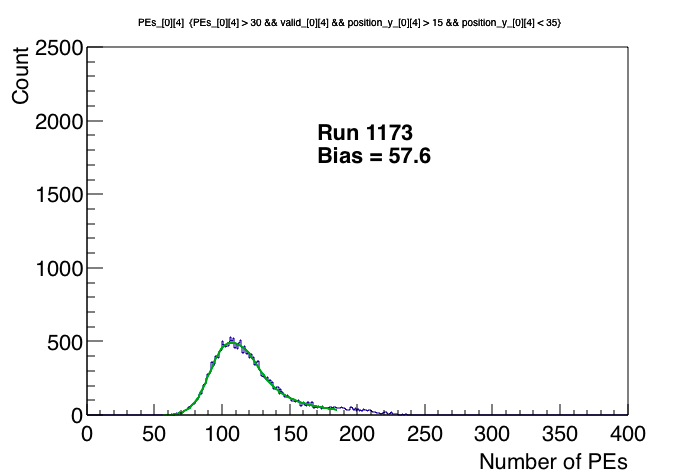 PEs_[0][4] {PEs_[0][4] > 30 && valid_[0][4] && position_y_[0][4] > 15 && position_y_[0][4] < 35}
Count
2500
2000
1500
1000
500
0
Run 1173
Bias = 57.6
0 50 100 150 200 250 300 350 400
Number of PEs